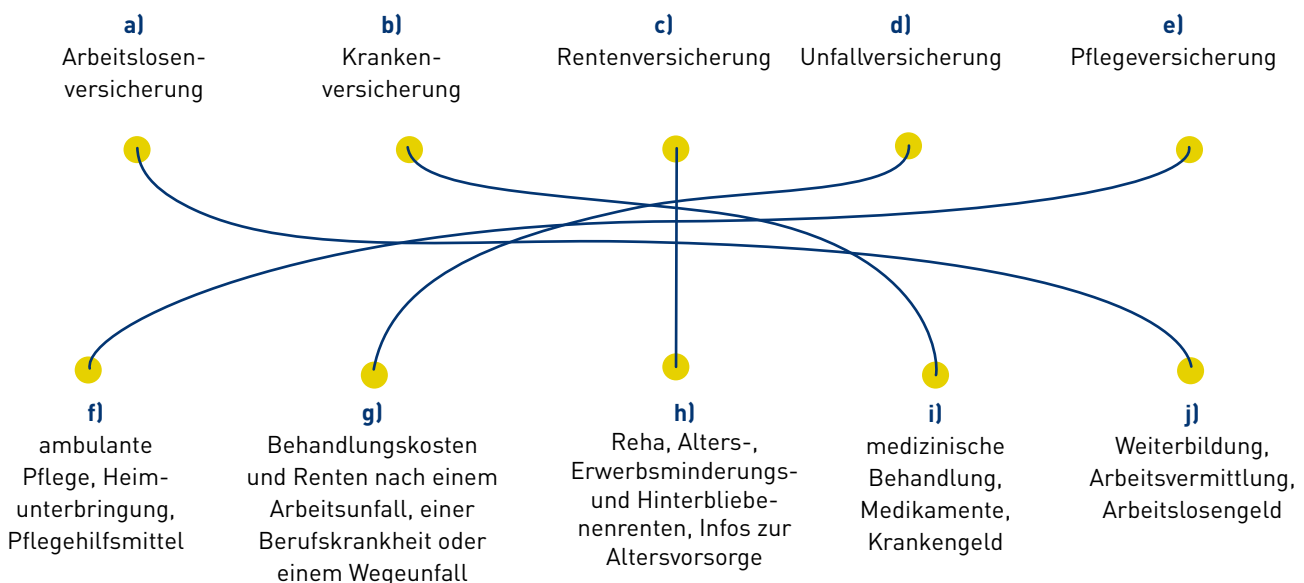 a)
Arbeitslosen-
versicherung
b)
Kranken-
versicherung
c)
Rentenversicherung
d)
Unfallversicherung
e)
Pflegeversicherung
f)
ambulante
Pflege, Heim-
unterbringung,
Pflegehilfsmittel
g)
Behandlungskosten
und Renten nach einem
Arbeitsunfall, einer
Berufskrankheit oder
einem Wegeunfall
h)
Reha, Alters-,
Erwerbsminderungs-
und Hinterbliebe-
nenrenten, Infos zur
Altersvorsorge
i)
medizinische
Behandlung,
Medikamente,
Krankengeld
j)
Weiterbildung,
Arbeitsvermittlung,
Arbeitslosengeld